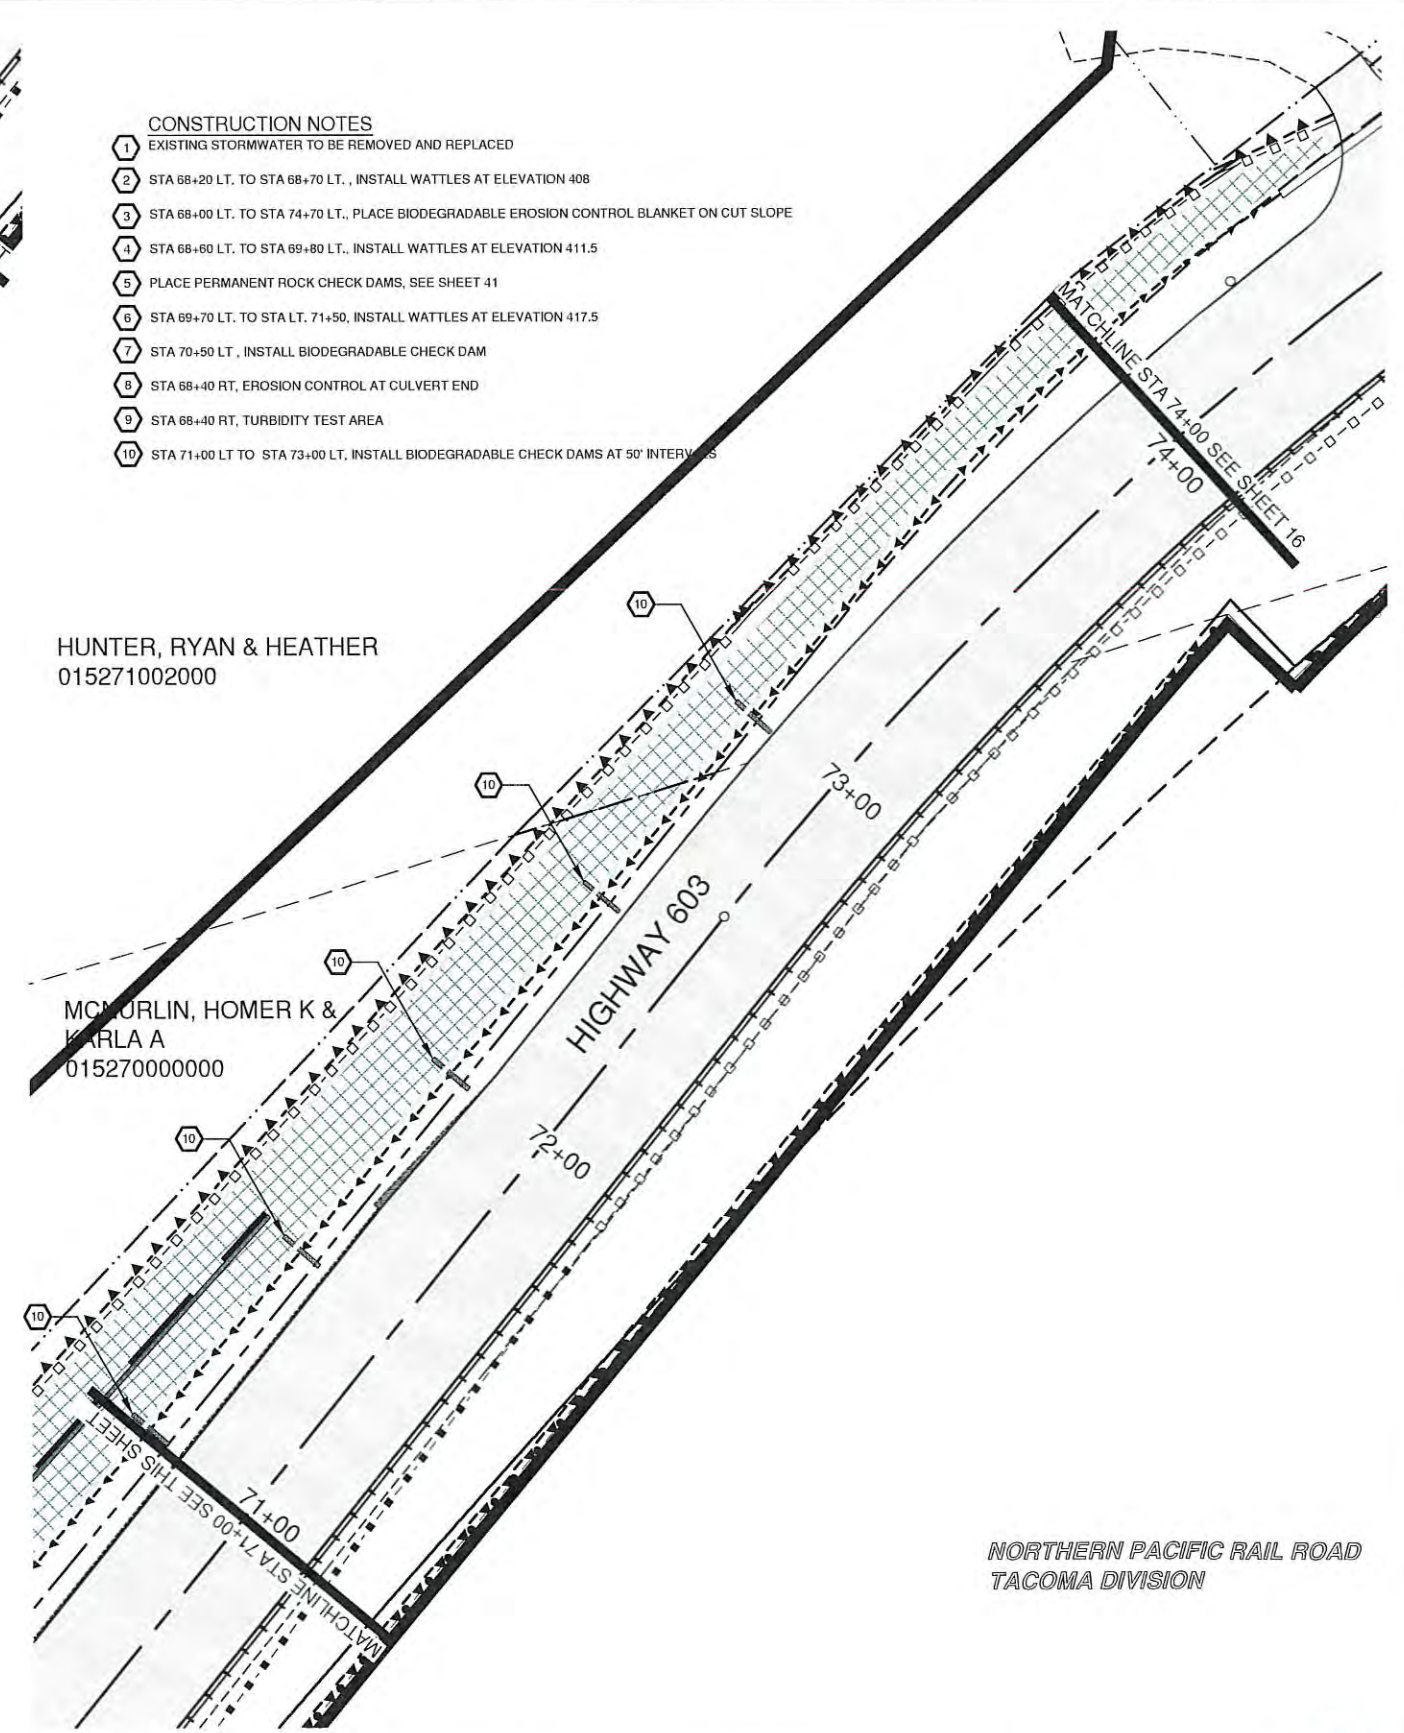 CONSTRUCTION NOTES
1 EXISTING STORMWATER TO BE REMOVED AND REPLACED
2 STA 68+20 LT. TO STA 68+70 LT. , INSTALL WATTLES AT ELEVATION 408
3 STA 68+00 LT. TO STA 74+70 LT., PLACE BIODEGRADABLE EROSION CONTROL BLANKET ON CUT SLOPE
4 STA 68+60 LT. TO STA 69+80 LT., INSTALL WATTLES AT ELEVATION 411.5
5 PLACE PERMANENT ROCK CHECK DAMS, SEE SHEET 41
6 STA 69+70 LT. TO STA LT. 71+50, INSTALL WATTLES AT ELEVATION 417.5
7 STA 70+50 LT , INSTALL BIODEGRADABLE CHECK DAM
8 STA 68+40 RT, EROSION CONTROL AT CULVERT END
9 STA 68+40 RT, TURBIDITY TEST AREA
10 STA 71+00 LT TO STA 73+00 LT, INSTALL BIODEGRADABLE CHECK DAMS AT 50' INTERVALS
MATCHLINE STA 74+00 SEE SHEET 16
74+00
10
HUNTER, RYAN & HEATHER
015271002000
10
73+00
HIGHWAY 603
10
MCNURLIN, HOMER K &
KARLA A
015270000000
10
72+00
10
MATCHLINE STA 71+00 SEE THIS SHEET
71+00
NORTHERN PACIFIC RAIL ROAD
TACOMA DIVISION